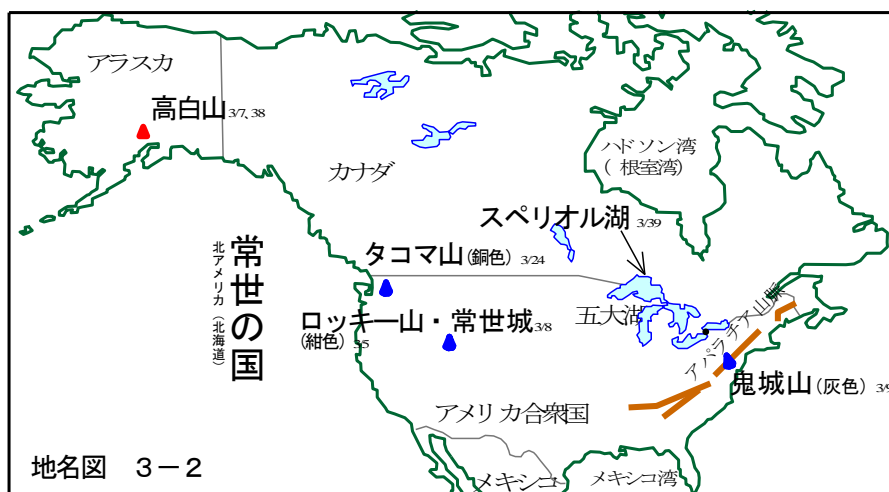 アラスカ
高白山 3/7、38
カナダ
ハドソン湾
(根室湾)
スペリオル湖 3/39
常世の国
北アメリカ(北海道)
タコマ山(銅色) 3/24
ロッキー山・常世城 3/8
(紺色) 3/5
五大湖
アパラチア山脈
鬼城山(灰色) 3/9
アメリカ合衆国
メキシコ
メキシコ湾
地名図 3-2